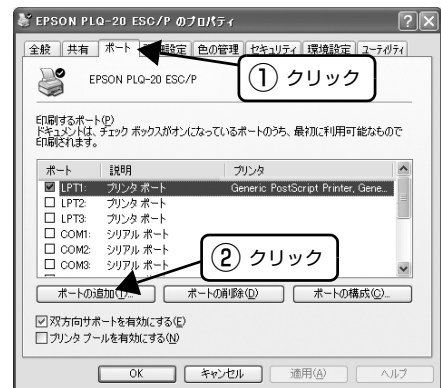 EPSON PLQ-20 ESC/P のプロパティ
全般 共有 ポート 設定 色の管理 セキュリティ 環境設定 ユーティリティ
① クリック
EPSON PLQ-20 ESC/P
印刷するポート(P)
ドキュメントは、チェック ボックスがオンになっているポートのうち、最初に利用可能なもので
印刷されます。
ポート 説明 プリンタ
LPT1: プリンタ ポート Generic PostScript Printer, Gene...
LPT2: プリンタ ポート
LPT3: プリンタ ポート
COM1: シリアル ポート
COM2: シリアル ポート
COM3: シリアル ポート
② クリック
ポートの追加(T)... ポートの削除(D) ポートの構成(C)...
双方向サポートを有効にする(E)
プリンタ プールを有効にする(N)
OK キャンセル 適用(A) ヘルプ